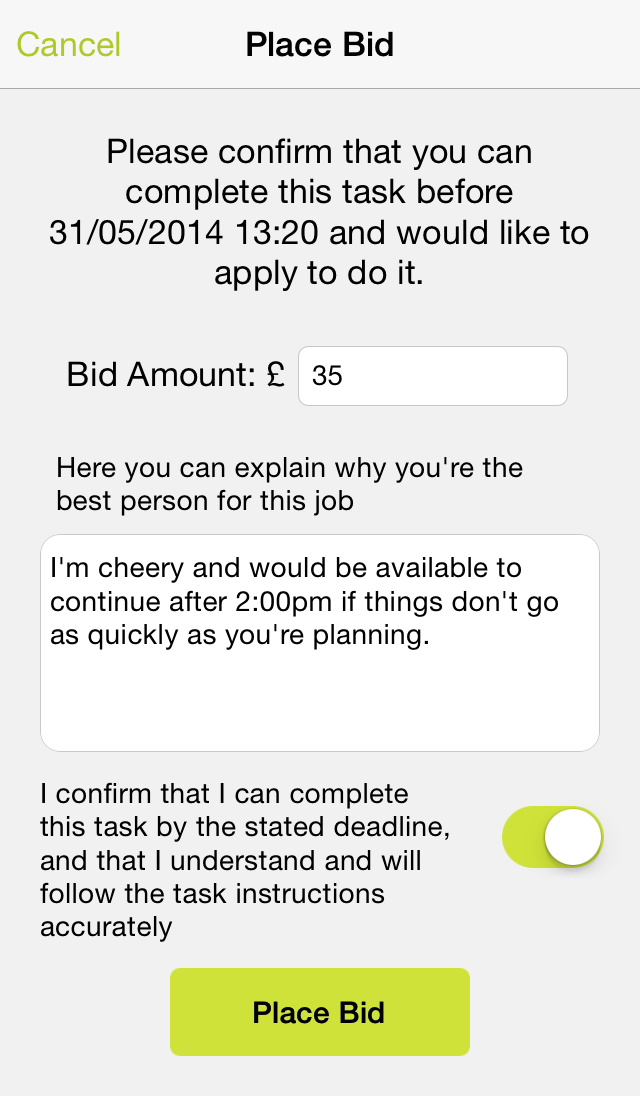 Cancel
Place Bid
Please confirm that you can
complete this task before
31/05/2014 13:20 and would like to
apply to do it.
Bid Amount: £ 35
Here you can explain why you're the
best person for this job
I'm cheery and would be available to
continue after 2:00pm if things don't go
as quickly as you're planning.
I confirm that I can complete
this task by the stated deadline,
and that I understand and will
follow the task instructions
accurately
Place Bid